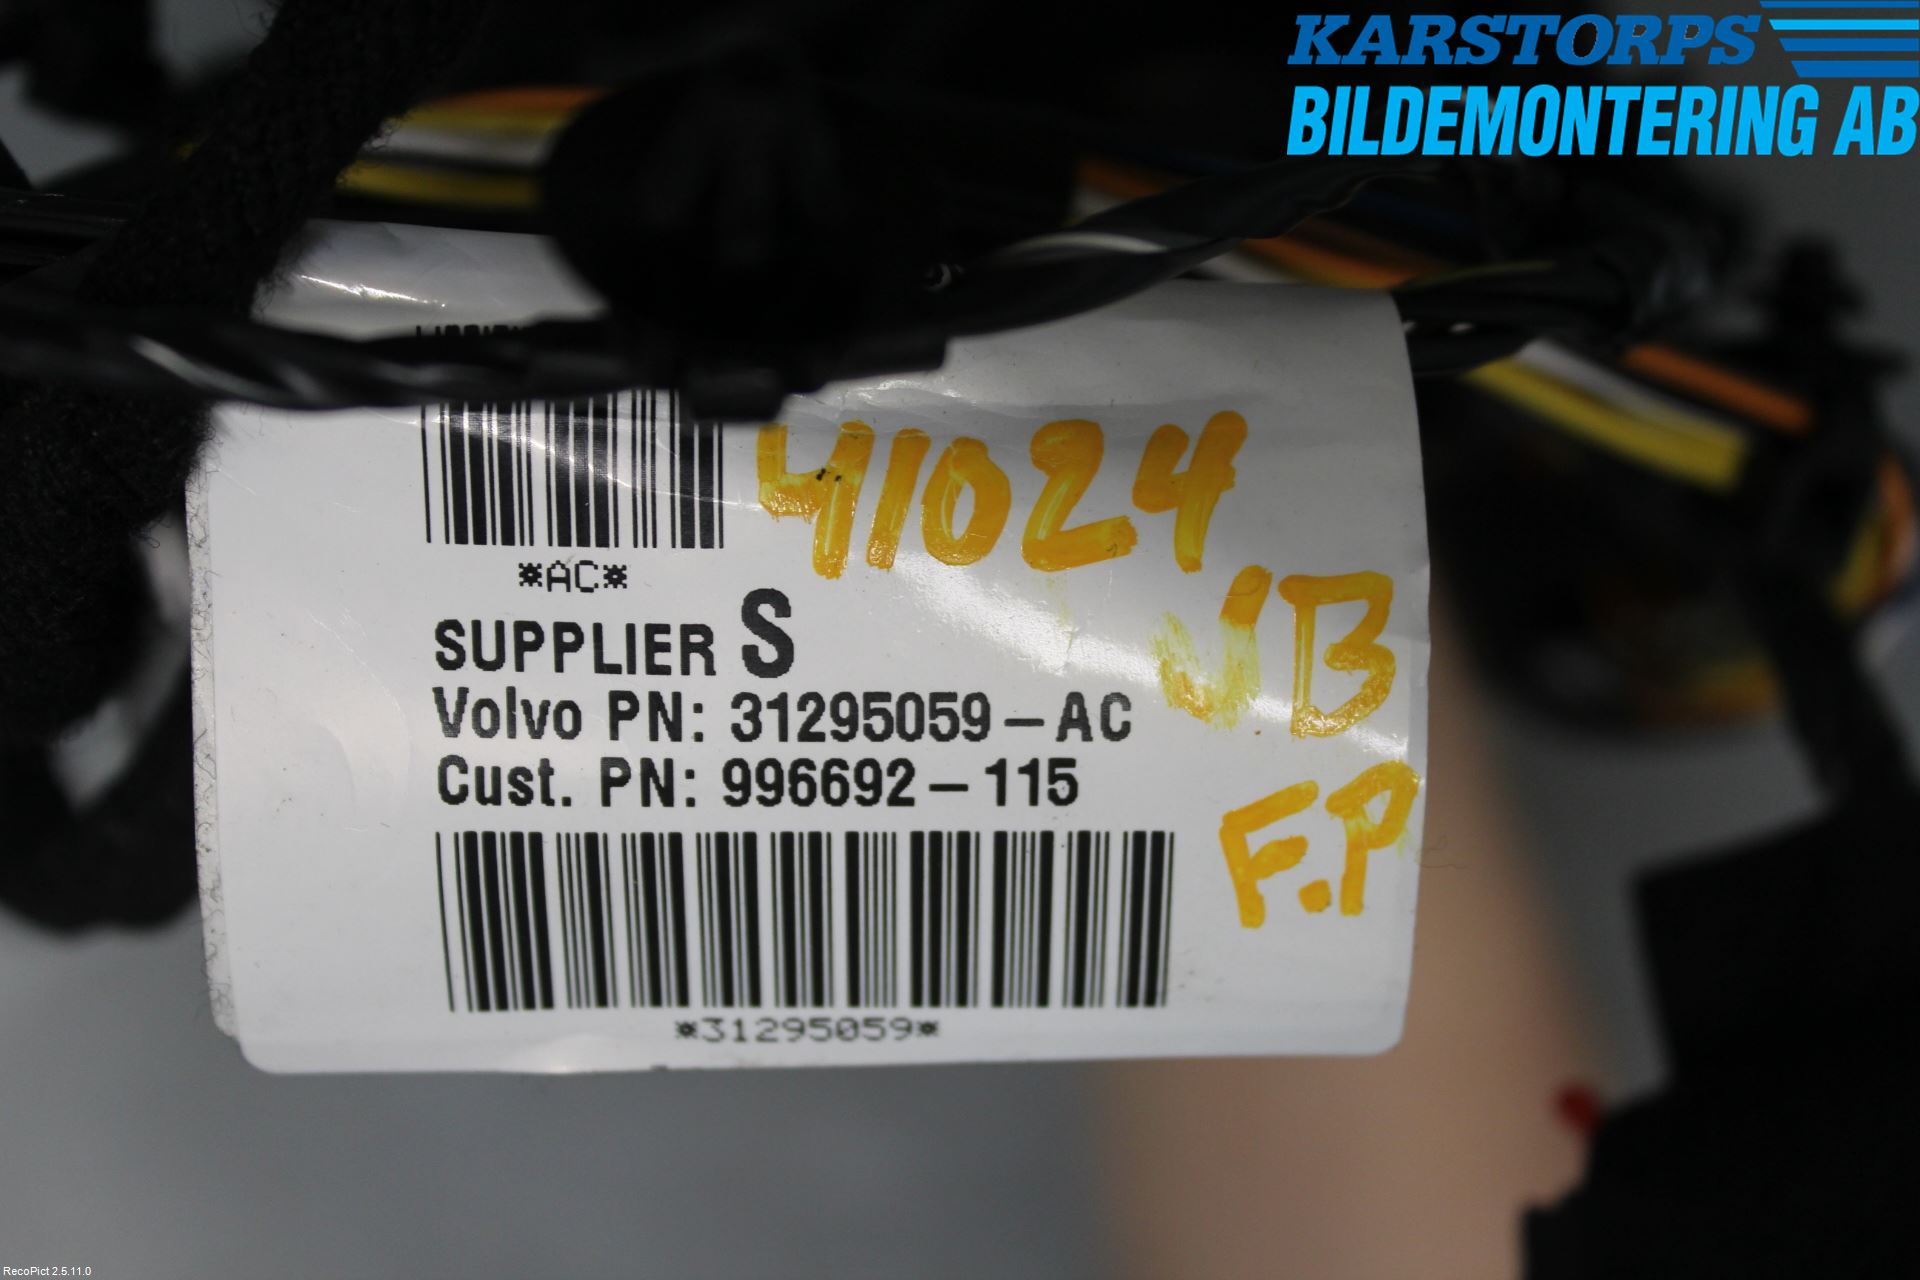 KARSTORPS
BILDEMONTERING AB
41024
*AC*
VB
SUPPLIER S
Volvo PN: 31295059-AC
Cust. PN: 996692-115
F.P
*31295059*
RecoPict 2.5.11.0